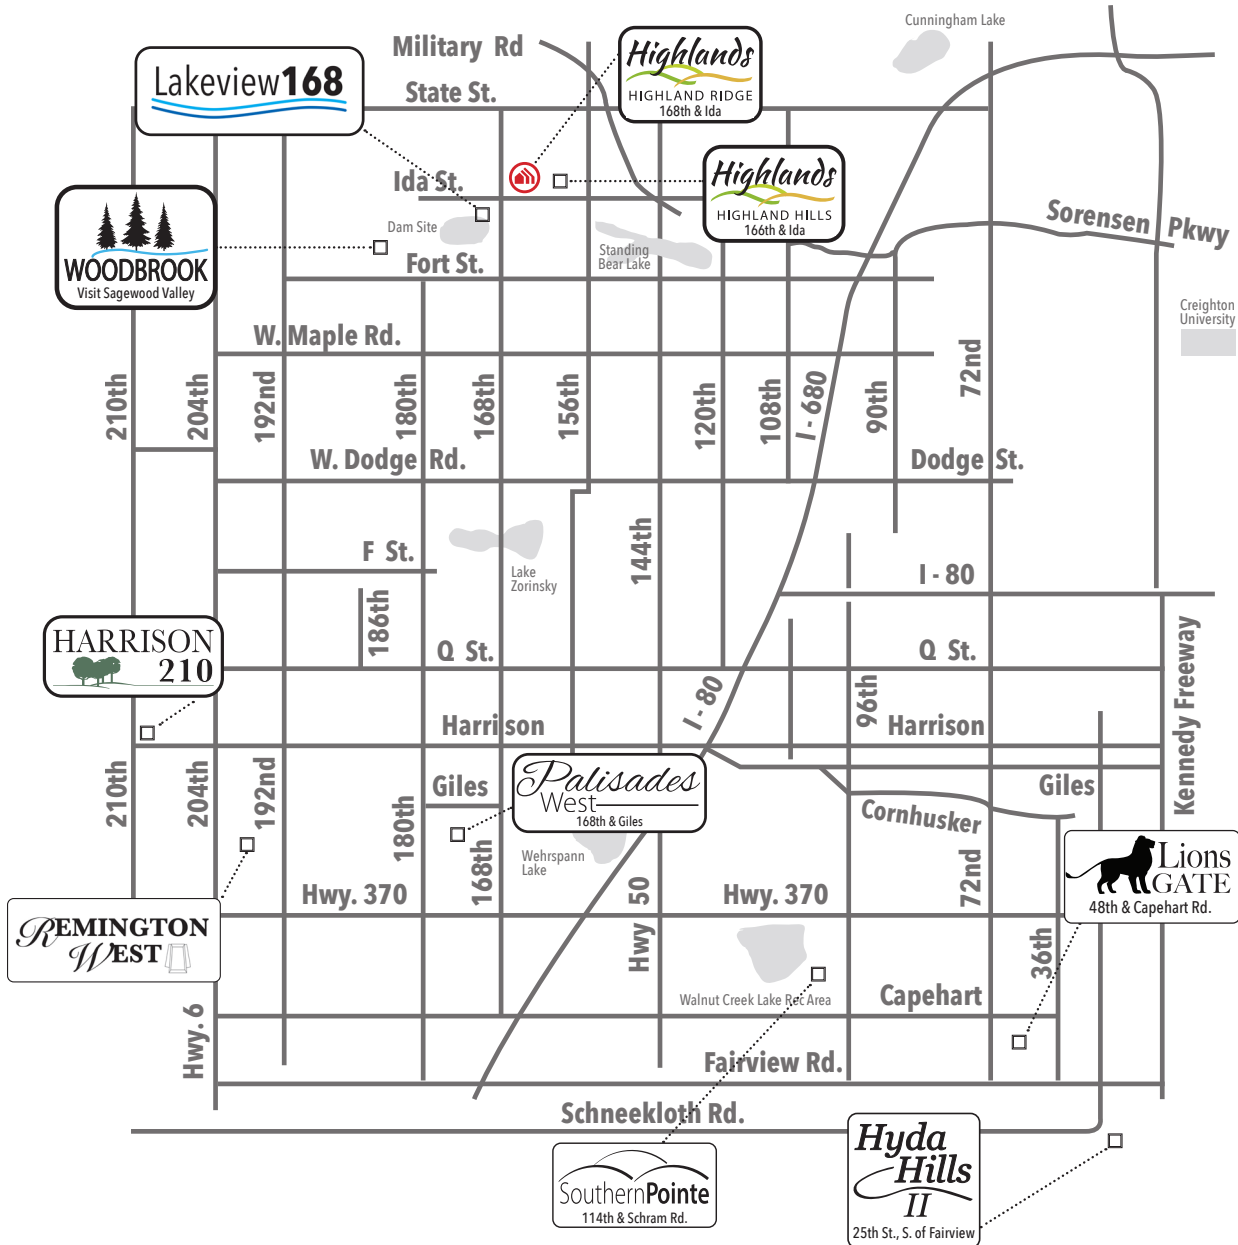 Cunningham Lake
Military Rd
Highlands
HIGHLAND RIDGE
168th & Ida
Lakeview168
State St.
Highlands
HIGHLAND HILLS
166th & Ida
Ida St.
Dam Site
Standing
Bear Lake
Sorensen Pkwy
WOODBROOK
Visit Sagewood Valley
Fort St.
Creighton
University
W. Maple Rd.
210th
204th
192nd
180th
168th
156th
120th
108th
I - 680
90th
72nd
W. Dodge Rd.
Dodge St.
F St.
Lake
Zorinsky
144th
I - 80
186th
HARRISON
210
Q St.
Q St.
I - 80
96th
Kennedy Freeway
Harrison
Harrison
210th
204th
192nd
180th
Giles
168th
Palisades
West
168th & Giles
Giles
Cornhusker
Wehrspann
Lake
72nd
Lions
GATE
48th & Capehart Rd.
Hwy. 370
Hwy 50
Hwy. 370
36th
REMINGTON
WEST
Walnut Creek Lake Rec Area
Capehart
Hwy. 6
Fairview Rd.
Schneekloth Rd.
SouthernPointe
114th & Schram Rd.
Hyda
Hills
II
25th St., S. of Fairview